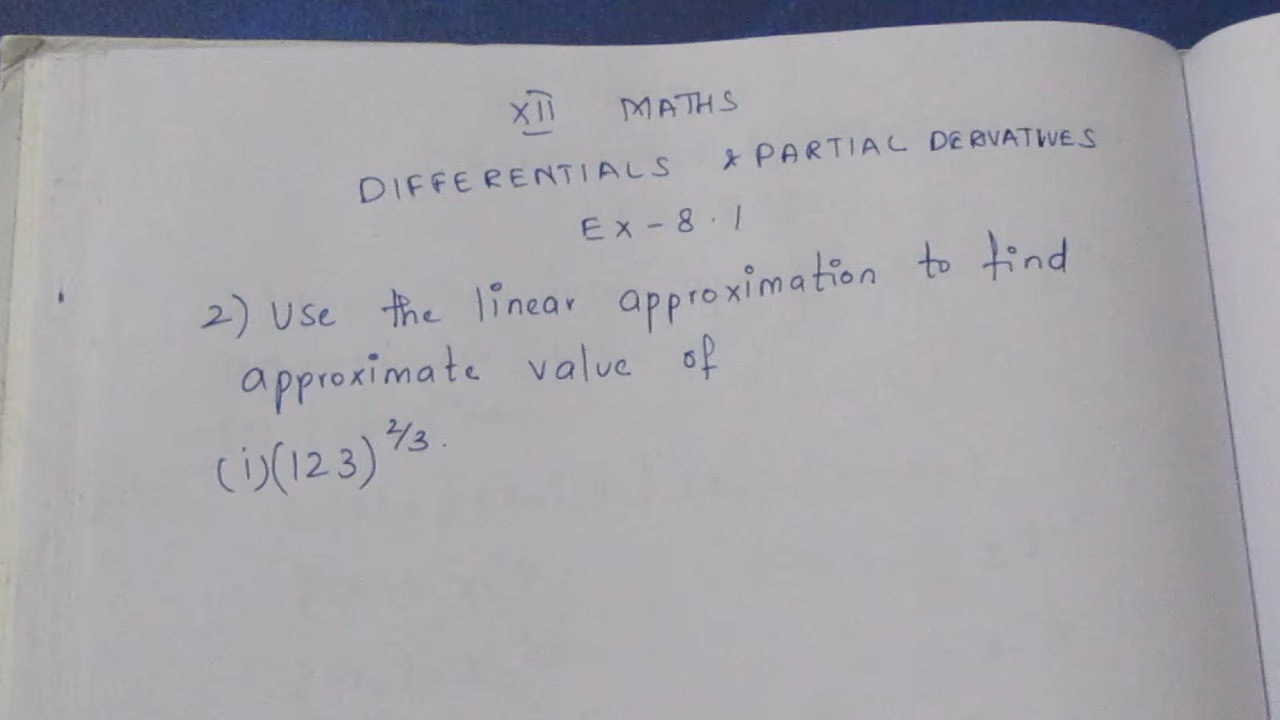 XII MATHS
DIFFERENTIALS & PARTIAL DERVATIVES
Ex - 8.1
2) Use the linear approximation to find
approximate value of
(i) (123)^2/3.